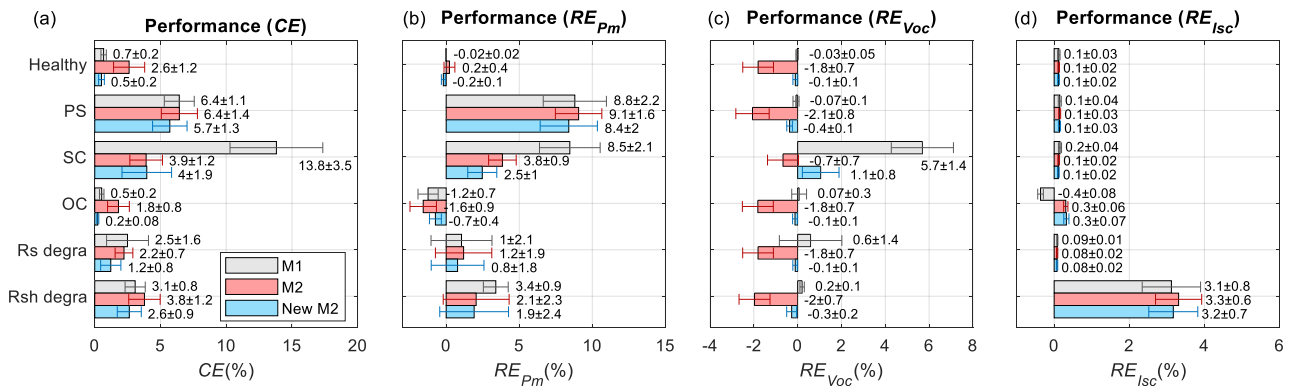 (a)
Performance (CE)
Healthy
PS
SC
OC
Rs degra
Rsh degra
0.7±0.2
2.6±1.2
0.5±0.2
6.4±1.1
6.4±1.4
5.7±1.3
13.8±3.5
3.9±1.2
4±1.9
0.5±0.2
1.8±0.8
0.2±0.08
2.5±1.6
2.2±0.7
1.2±0.8
3.1±0.8
3.8±1.2
2.6±0.9
M1
M2
New M2
0 5 10 15 20
CE(%)
(b)
Performance (RE_Pm)
-0.02±0.02
0.2±0.4
-0.2±0.1
8.8±2.2
9.1±1.6
8.4±2
8.5±2.1
3.8±0.9
2.5±1
-1.2±0.7
-1.6±0.9
-0.7±0.4
1±2.1
1.2±1.9
0.8±1.8
3.4±0.9
2.1±2.3
1.9±2.4
0 5 10 15
RE_Pm(%)
(c)
Performance (RE_Voc)
-0.03±0.05
-1.8±0.7
-0.1±0.1
-0.07±0.1
-2.1±0.8
-0.4±0.1
5.7±1.4
-0.7±0.7
1.1±0.8
0.07±0.3
-1.8±0.7
-0.1±0.1
0.6±1.4
-1.8±0.7
-0.1±0.1
0.2±0.1
-2±0.7
-0.3±0.2
-4 -2 0 2 4 6 8
RE_Voc(%)
(d)
Performance (RE_Isc)
0.1±0.03
0.1±0.02
0.1±0.02
0.1±0.04
0.1±0.03
0.1±0.03
0.2±0.04
0.1±0.02
0.1±0.02
-0.4±0.08
0.3±0.06
0.3±0.07
0.09±0.01
0.08±0.02
0.08±0.02
3.1±0.8
3.3±0.6
3.2±0.7
0 2 4 6
RE_Isc(%)